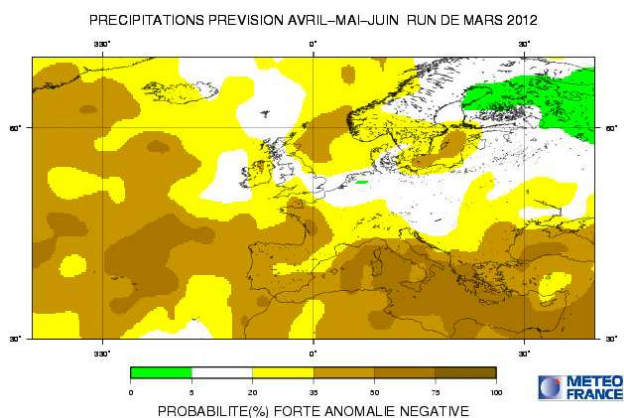 PRECIPITATIONS PREVISION AVRIL-MAI-JUIN RUN DE MARS 2012
330° 0° 30°
60° 60°
30° 30°
330° 0° 30°
0 5 20 35 50 75 100
PROBABILITE(%) FORTE ANOMALIE NEGATIVE
METEO
FRANCE